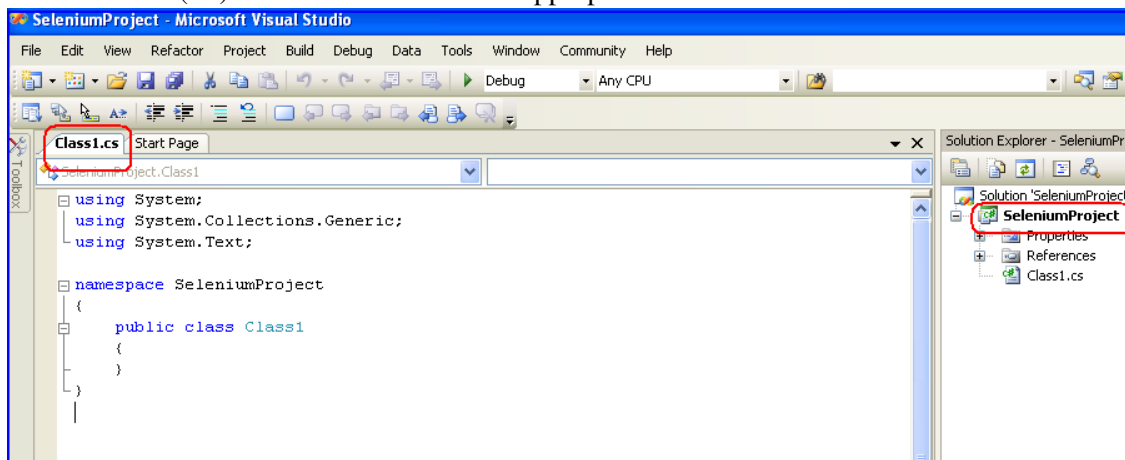 SeleniumProject - Microsoft Visual Studio
File Edit View Refactor Project Build Debug Data Tools Window Community Help
Debug Any CPU
Class1.cs Start Page
SeleniumProject.Class1
Toolbox
using System;
using System.Collections.Generic;
using System.Text;
namespace SeleniumProject
{
public class Class1
{
}
}
Solution Explorer - SeleniumPr
Solution 'SeleniumProject
SeleniumProject
Properties
References
Class1.cs